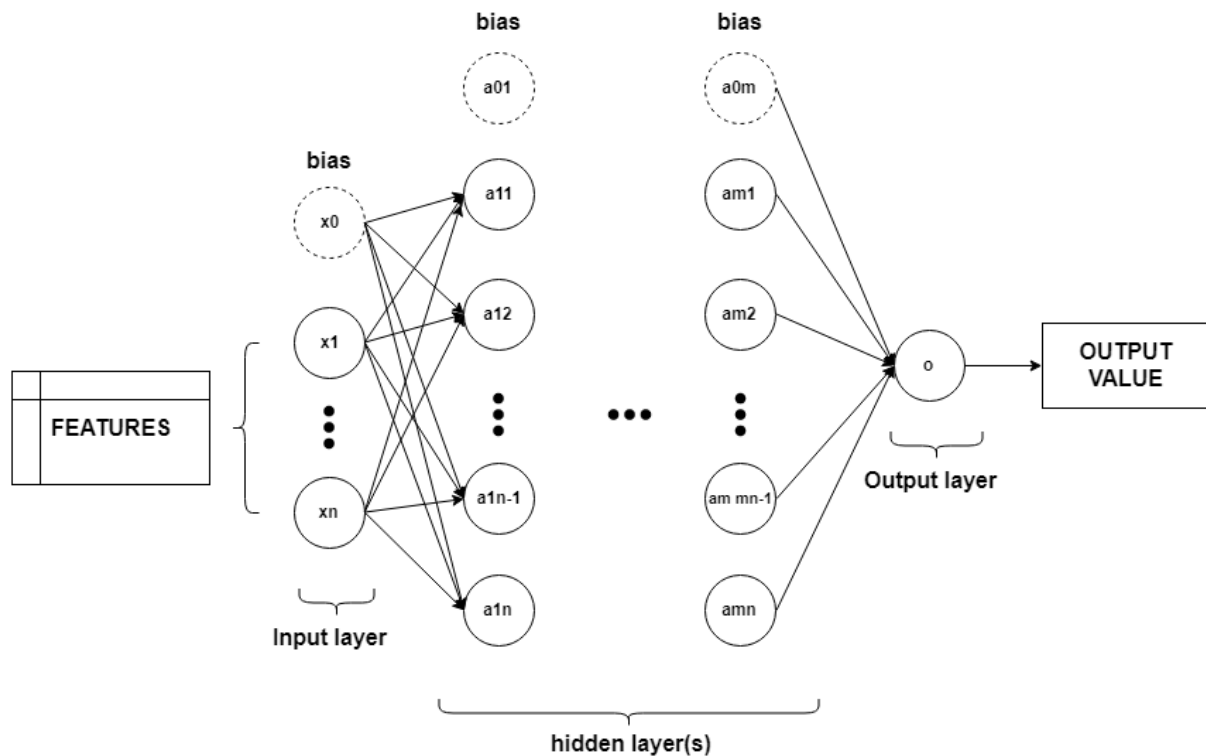 bias
bias
a01
a0m
bias
a11
am1
x0
a12
am2
x1
o
OUTPUT
VALUE
FEATURES
Output layer
xn
a1n-1
am mn-1
a1n
amn
Input layer
hidden layer(s)